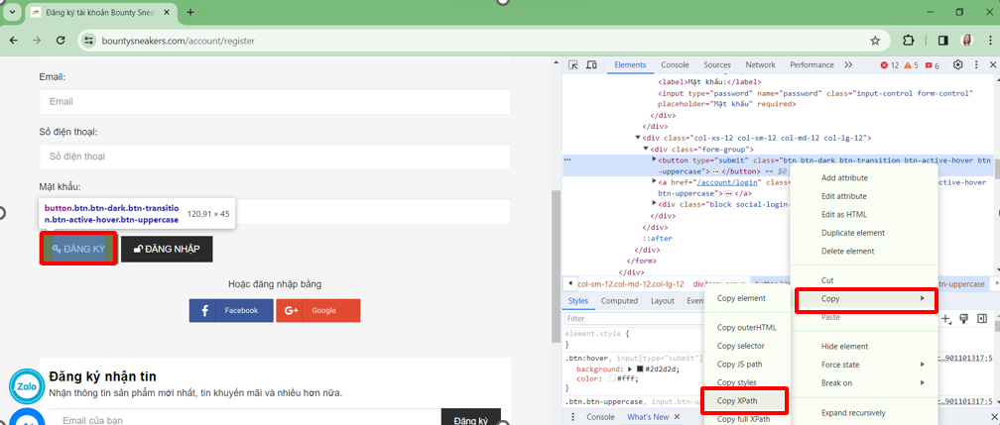 Đăng ký tài khoản Bounty Sneak
bountysneakers.com/account/register
Email:
Email
Số điện thoại:
Số điện thoại
Mật khẩu:
button.btn.btn-dark.btn-transitio
n.btn-active-hover.btn-uppercase
120.91 × 45
ĐĂNG KÝ
ĐĂNG NHẬP
Hoặc đăng nhập bằng
Facebook
Google
Zalo
Đăng ký nhận tin
Nhận thông tin sản phẩm mới nhất, tin khuyến mãi và nhiều hơn nữa.
Email của bạn
Đăng ký
Elements Console Sources Network Performance 12 5 6
<label>Mật khẩu:</label>
<input type="password" name="password" class="input-control form-control"
placeholder="Mật khẩu" required>
</div>
</div>
<div class="col-xs-12 col-sm-12 col-md-12 col-lg-12">
<div class="form-group">
<button type="submit" class="btn btn-dark btn-transition btn-active-hover btn
-uppercase"> … </button> == $0
<a href="/account/login" c
-active-hover
btn-uppercase"> … </a>
<div class="block social-login-
</div>
</div>
::after
</div>
</form>
</div>
col-sm-12.col-md-12.col-lg-12 div.form-group
tn-uppercase
Styles Computed Layout Even
Filter
element.style {
}
.btn:hover, input[type="submit"]
c…901101317:5
background: #2d2d2d;
color: #fff;
}
.btn.btn-uppercase, input.btn-u
c…901101317:5
Console What's New
Add attribute
Edit attribute
Edit as HTML
Duplicate element
Delete element
Cut
Copy
Paste
Hide element
Force state
Break on
Expand recursively
Copy element
Copy outerHTML
Copy selector
Copy JS path
Copy styles
Copy XPath
Copy full XPath